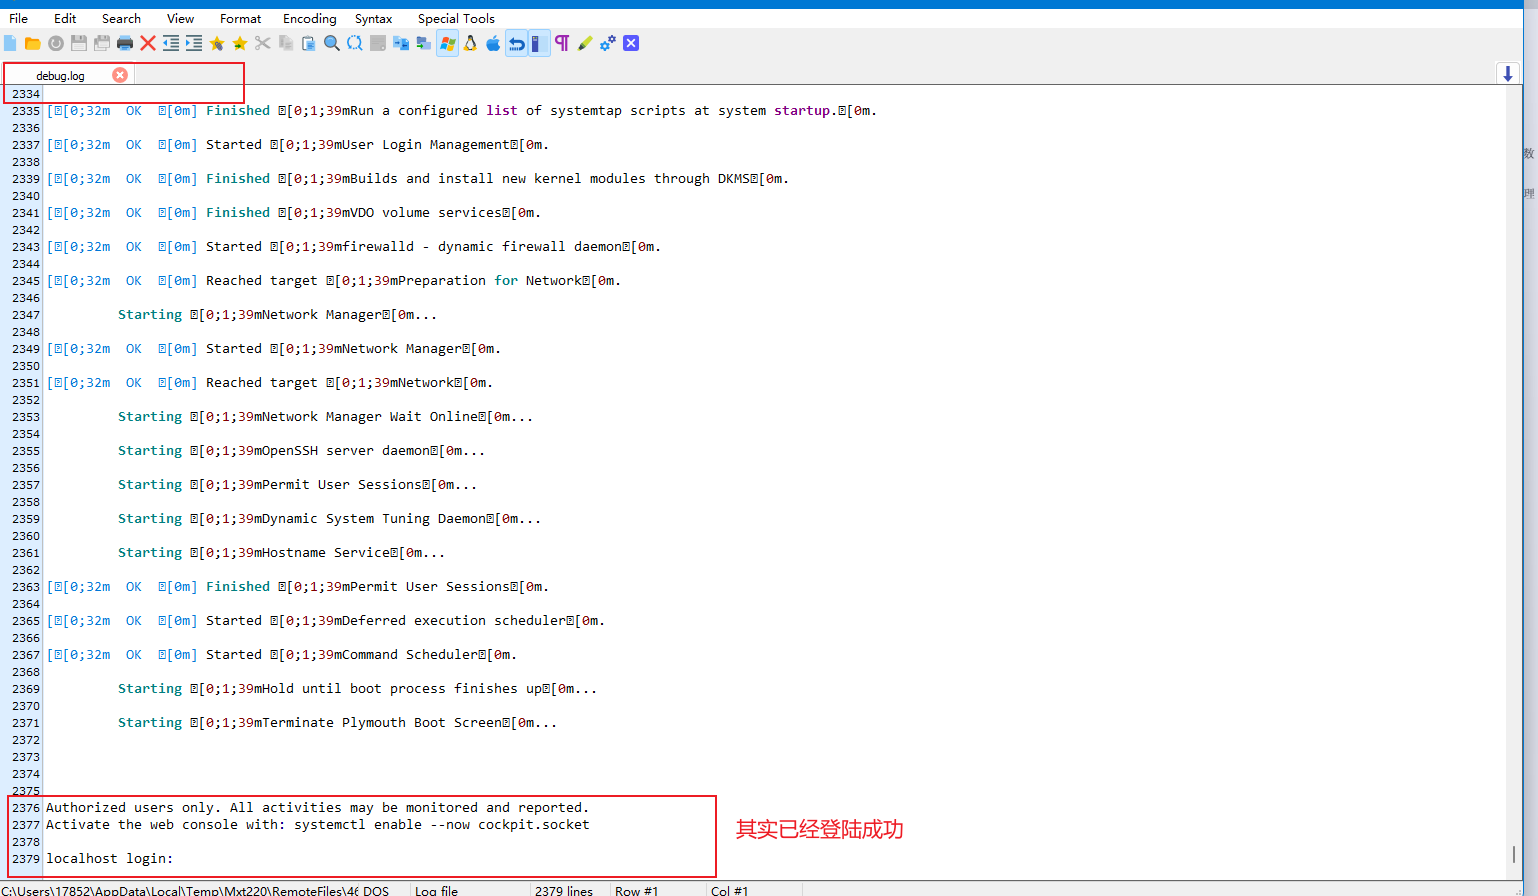 File Edit Search View Format Encoding Syntax Special Tools
debug.log
2334
2335 [[0;32m OK [0m] Finished [0;1;39mRun a configured list of systemtap scripts at system startup.[0m.
2336
2337 [[0;32m OK [0m] Started [0;1;39mUser Login Management[0m.
2338
2339 [[0;32m OK [0m] Finished [0;1;39mBuilds and install new kernel modules through DKMS[0m.
2340
2341 [[0;32m OK [0m] Finished [0;1;39mVDO volume services[0m.
2342
2343 [[0;32m OK [0m] Started [0;1;39mfirewalld - dynamic firewall daemon[0m.
2344
2345 [[0;32m OK [0m] Reached target [0;1;39mPreparation for Network[0m.
2346
2347 Starting [0;1;39mNetwork Manager[0m...
2348
2349 [[0;32m OK [0m] Started [0;1;39mNetwork Manager[0m.
2350
2351 [[0;32m OK [0m] Reached target [0;1;39mNetwork[0m.
2352
2353 Starting [0;1;39mNetwork Manager Wait Online[0m...
2354
2355 Starting [0;1;39mOpenSSH server daemon[0m...
2356
2357 Starting [0;1;39mPermit User Sessions[0m...
2358
2359 Starting [0;1;39mDynamic System Tuning Daemon[0m...
2360
2361 Starting [0;1;39mHostname Service[0m...
2362
2363 [[0;32m OK [0m] Finished [0;1;39mPermit User Sessions[0m.
2364
2365 [[0;32m OK [0m] Started [0;1;39mDeferred execution scheduler[0m.
2366
2367 [[0;32m OK [0m] Started [0;1;39mCommand Scheduler[0m.
2368
2369 Starting [0;1;39mHold until boot process finishes up[0m...
2370
2371 Starting [0;1;39mTerminate Plymouth Boot Screen[0m...
2372
2373
2374
2375
2376 Authorized users only. All activities may be monitored and reported.
2377 Activate the web console with: systemctl enable --now cockpit.socket
2378
2379 localhost login:
其实已经登陆成功
数
理
C:\Users\17852\AppData\Local\Temp\Mxt220\RemoteFiles\46 DOS Log file 2379 lines Row #1 Col #1